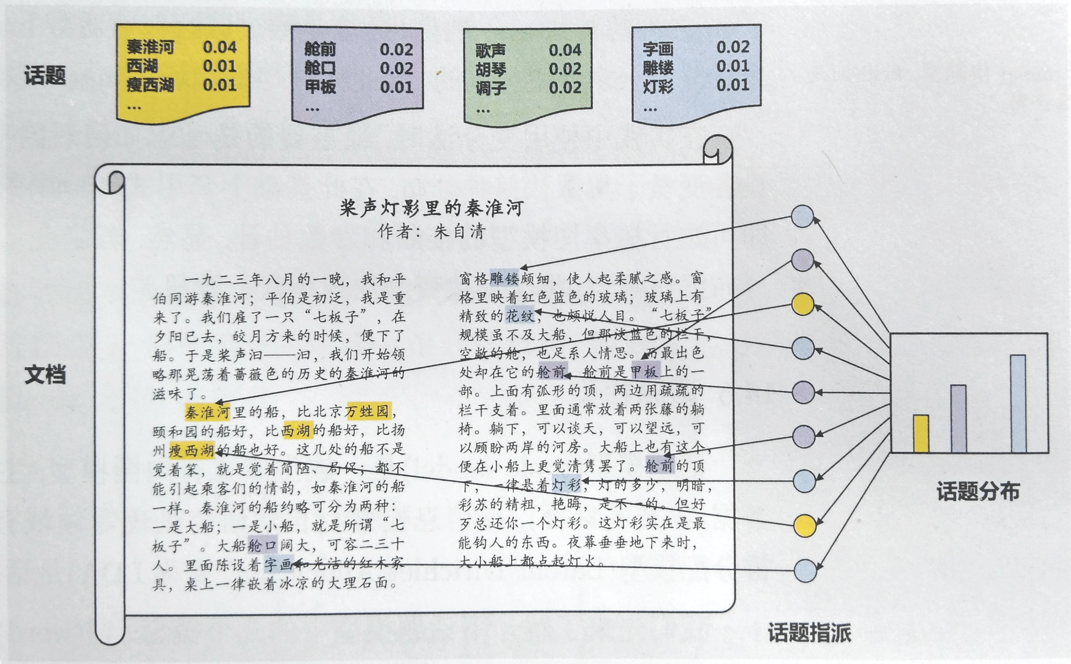 话题
秦淮河 0.04
西湖 0.01
瘦西湖 0.01
...
舱前 0.02
舱口 0.02
甲板 0.01
...
歌声 0.04
胡琴 0.02
调子 0.02
...
字画 0.02
雕镂 0.01
灯彩 0.01
...
文档
桨声灯影里的秦淮河
作者：朱自清
一九二三年八月的一晚，我和平
伯同游秦淮河；平伯是初泛，我是重
来了。我们雇了一只“七板子”，在
夕阳已去，皎月方来的时候，便下了
船。于是桨声汩——汩，我们开始领
略那晃荡着蔷薇色的历史的秦淮河的
滋味了。
秦淮河里的船，比北京万牲园，
颐和园的船好，比西湖的船好，比扬
州瘦西湖的船也好。这几处的船不是
觉着笨，就是觉着简陋、局促；都不
能引起乘客们的情韵，如秦淮河的船
一样。秦淮河的船约略可分为两种：
一是大船；一是小船，就是所谓“七
板子”。大船舱口阔大，可容二三十
人。里面陈设着字画和光洁的红木家
具，桌上一律嵌着冰凉的大理石面。
窗格雕镂颇细，使人起柔腻之感。窗
格里映着红色蓝色的玻璃；玻璃上有
精致的花纹，也颇悦人目。“七板子”
规模虽不及大船，但那淡蓝色的栏干，
空敞的舱，也足系人情思。而最出色
处却在它的舱前。舱前是甲板上的一
部。上面有弧形的顶，两边用疏疏的
栏干支着。里面通常放着两张藤的躺
椅。躺下，可以谈天，可以望远，可
以顾盼两岸的河房。大船上也有这个，
便在小船上更觉清隽罢了。舱前的顶
下，一律悬着灯彩；灯的多少，明暗，
彩苏的精粗，艳晦，是不一的。但好
歹总还你一个灯彩。这灯彩实在是最
能钩人的东西。夜幕垂垂地下来时，
大小船上都点起灯火。
话题分布
话题指派